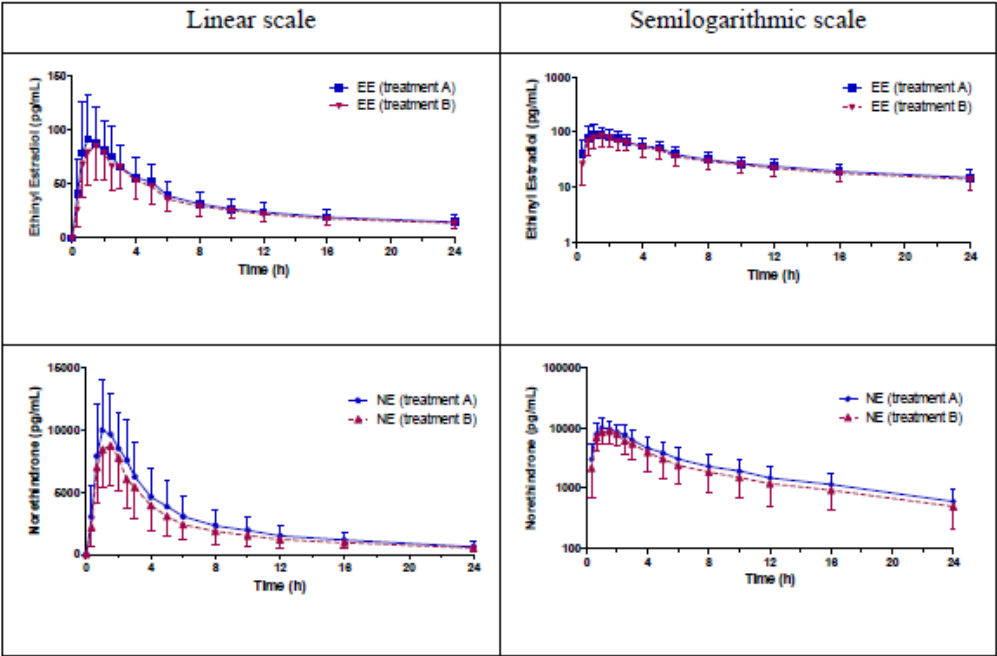 Linear scale
Semilogarithmic scale
Ethinyl Estradiol (pg/mL)
150
100
50
0
EE (treatment A)
EE (treatment B)
0 4 8 12 16 20 24
Time (h)
Ethinyl Estradiol (pg/mL)
1000
100
10
1
EE (treatment A)
EE (treatment B)
0 4 8 12 16 20 24
Time (h)
Norethindrone (pg/mL)
15000
10000
5000
0
NE (treatment A)
NE (treatment B)
0 4 8 12 16 20 24
Time (h)
Norethindrone (pg/mL)
100000
10000
1000
100
NE (treatment A)
NE (treatment B)
0 4 8 12 16 20 24
Time (h)